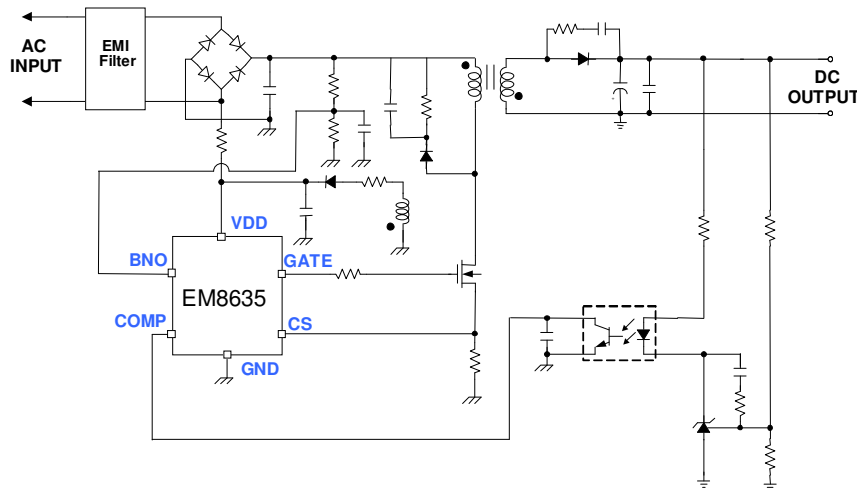 AC
INPUT
EMI
Filter
DC
OUTPUT
VDD
BNO
GATE
EM8635
COMP
CS
GND